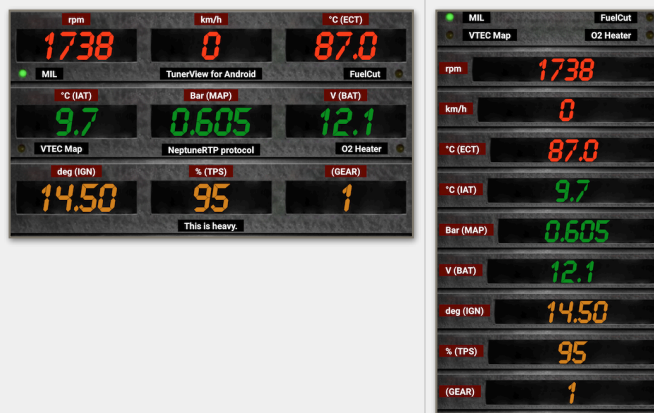 rpm km/h °C (ECT)
1738 0 87.0
MIL TunerView for Android FuelCut
°C (IAT) Bar (MAP) V (BAT)
9.7 0.605 12.1
VTEC Map NeptuneRTP protocol O2 Heater
deg (IGN) % (TPS) (GEAR)
14.50 95 1
This is heavy.
MIL FuelCut
VTEC Map O2 Heater
rpm 1738
km/h 0
°C (ECT) 87.0
°C (IAT) 9.7
Bar (MAP) 0.605
V (BAT) 12.1
deg (IGN) 14.50
% (TPS) 95
(GEAR) 1